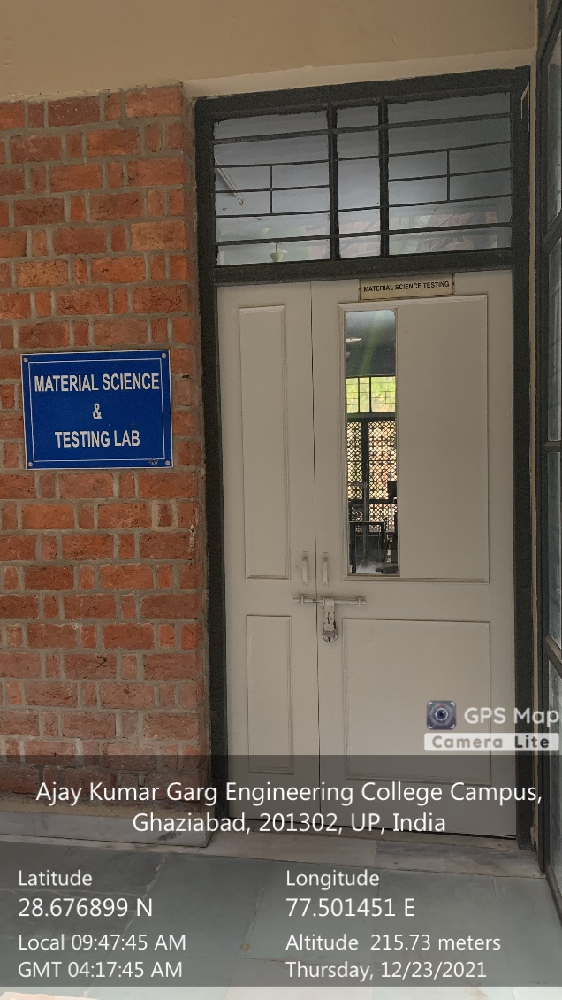 MATERIAL SCIENCE TESTING
MATERIAL SCIENCE
&
TESTING LAB
GPS Map
Camera Lite
Ajay Kumar Garg Engineering College Campus,
Ghaziabad, 201302, UP, India
Latitude
28.676899 N
Longitude
77.501451 E
Local 09:47:45 AM
GMT 04:17:45 AM
Altitude 215.73 meters
Thursday, 12/23/2021